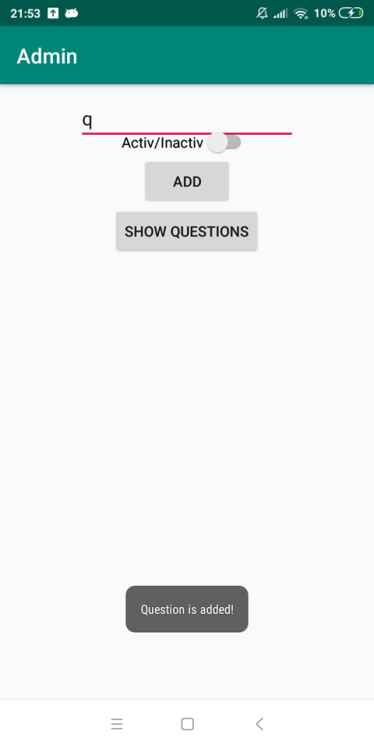 21:53 10%
Admin
q
Activ/Inactiv
ADD
SHOW QUESTIONS
Question is added!